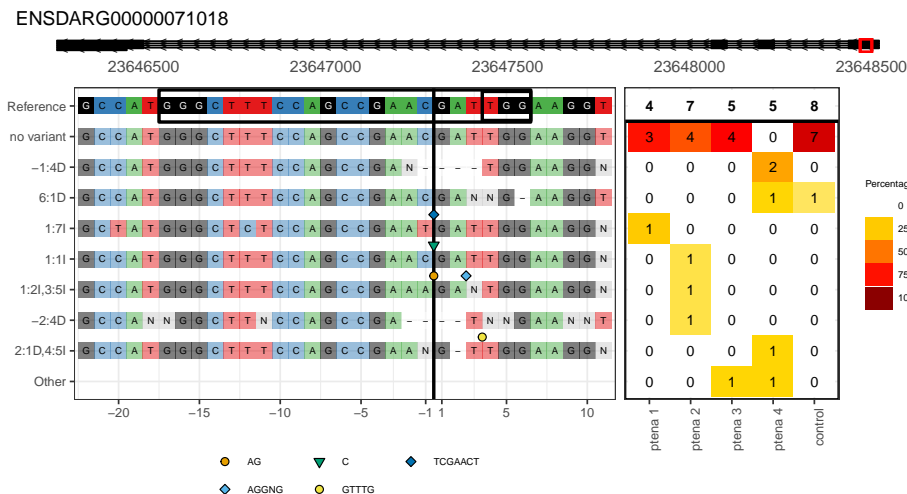 ENSDARG00000071018
23646500 23647000 23647500 23648000 23648500
Reference G C C A T G G G C T T T C C A G C C G A A C G A T T G G A A G G T 4 7 5 5 8
no variant G C C A T G G G C T T T C C A G C C G A A C G A T T G G A A G G T 3 4 4 0 7
−1:4D G C C A T G G G C T T T C C A G C C G A N - - - - T G G A A G G N 0 0 0 2 0
6:1D G C C A T G G G C T T T C C A G C C G A A C G A N N G - A A G G T 0 0 0 1 1
1:7I G C T A T G G G C T C T C C A G C C G A A T G A T T G G A A G G N 1 0 0 0 0
1:1I G C C A T G G G C T T T C C A G C C G A A C G A T T G G A A G G N 0 1 0 0 0
1:2I,3:5I G C C A T G G G C T T T C C A G C C G A A A G A N T G G A A G G N 0 1 0 0 0
−2:4D G C C A N N G G C T T N C C A G C C G A - - - - T N N G A A N N T 0 1 0 0 0
2:1D,4:5I G C C A T G G G C T T T C C A G C C G A A N G - T T G G A A G G N 0 0 0 1 0
Other 0 0 1 1 0
−20 −15 −10 −5 −1 1 5 10
ptena 1 ptena 2 ptena 3 ptena 4 control
Percentag
0
25
50
75
10
AG C TCGAACT
AGGNG GTTTG